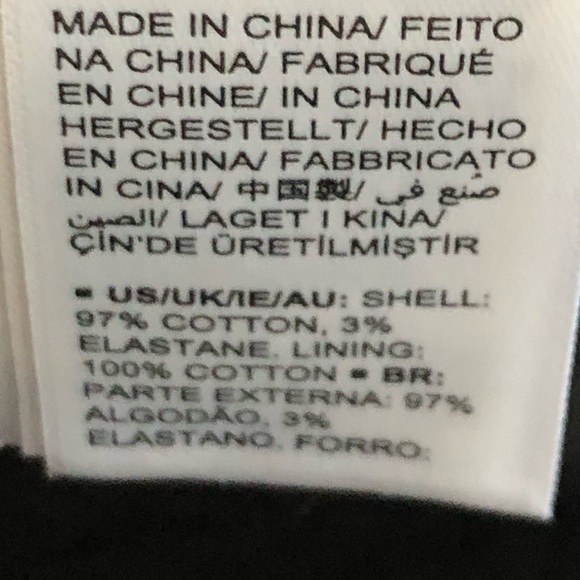 MADE IN CHINA/ FEITO
NA CHINA/ FABRIQUÉ
EN CHINE/ IN CHINA
HERGESTELLT/ HECHO
EN CHINA/ FABBRICATO
IN CINA/ 中国製/ صنع في
الصين/ LAGET I KINA/
ÇİN'DE ÜRETİLMİŞTİR
▪ US/UK/IE/AU: SHELL:
97% COTTON, 3%
ELASTANE. LINING:
100% COTTON ▪ BR:
PARTE EXTERNA: 97%
ALGODÃO, 3%
ELASTANO. FORRO: